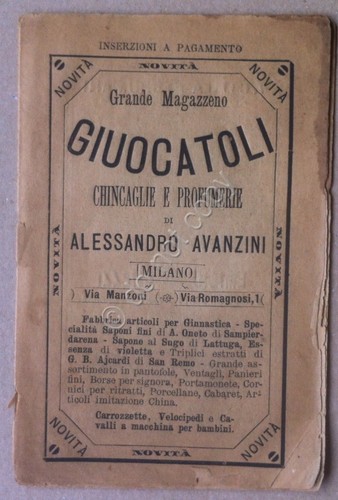 INSERZIONI A PAGAMENTO
NOVITÀ
NOVITÀ
NOVITÀ
Grande Magazzeno
GIUOCATOLI
CHINCAGLIE E PROFUMERIE
DI
ALESSANDRO AVANZINI
MILANO
Via Manzoni Via Romagnosi, 1
NOVITÀ
NOVITÀ
Fabbrica articoli per Ginnastica - Spe-
cialità Saponi fini di A. Oneto di Sampier-
darena - Sapone al Sugo di Lattuga, Es-
senza di violetta e Triplici estratti di
G. B. Ajcardi di San Remo - Grande as-
sortimento in pantofole, Ventagli, Panieri
fini, Borse per signora, Portamonete, Cor-
nici per ritratti, Porcellane, Cabaret, Ar-
ticoli imitazione China.
Carrozzette, Velocipedi e Ca-
valli a macchina per bambini.
NOVITÀ
NOVITÀ
NOVITÀ